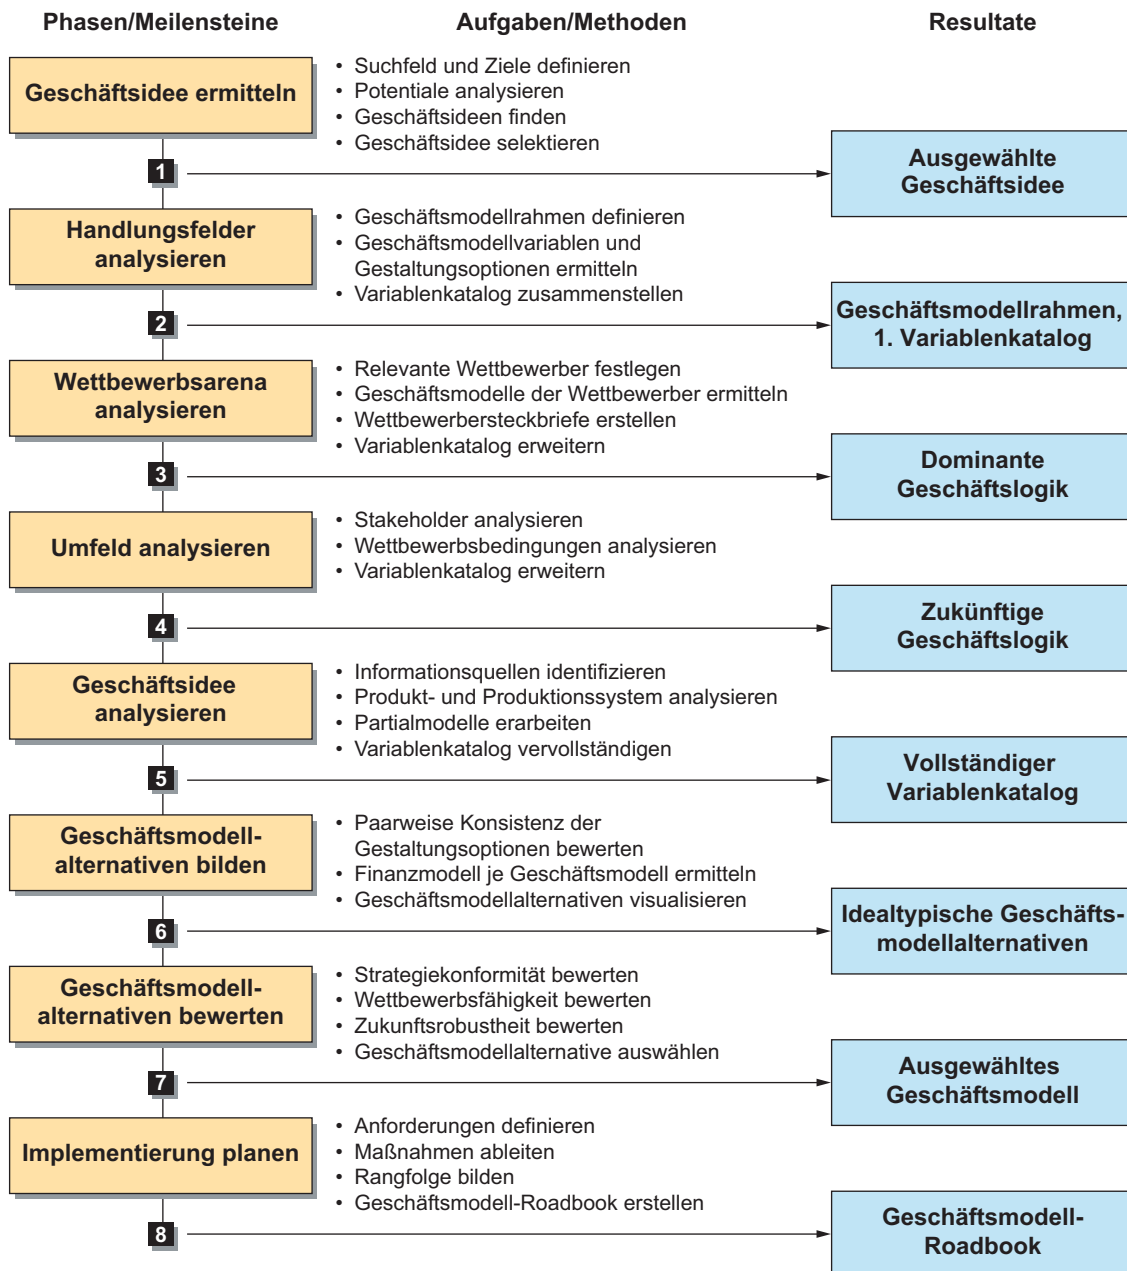 Phasen/Meilensteine
Aufgaben/Methoden
Resultate
Geschäftsidee ermitteln
• Suchfeld und Ziele definieren
• Potentiale analysieren
• Geschäftsideen finden
• Geschäftsidee selektieren
1
Ausgewählte
Geschäftsidee
Handlungsfelder
analysieren
• Geschäftsmodellrahmen definieren
• Geschäftsmodellvariablen und
Gestaltungsoptionen ermitteln
• Variablenkatalog zusammenstellen
2
Geschäftsmodellrahmen,
1. Variablenkatalog
Wettbewerbsarena
analysieren
• Relevante Wettbewerber festlegen
• Geschäftsmodelle der Wettbewerber ermitteln
• Wettbewerbersteckbriefe erstellen
• Variablenkatalog erweitern
3
Dominante
Geschäftslogik
Umfeld analysieren
• Stakeholder analysieren
• Wettbewerbsbedingungen analysieren
• Variablenkatalog erweitern
4
Zukünftige
Geschäftslogik
Geschäftsidee
analysieren
• Informationsquellen identifizieren
• Produkt- und Produktionssystem analysieren
• Partialmodelle erarbeiten
• Variablenkatalog vervollständigen
5
Vollständiger
Variablenkatalog
Geschäftsmodell-
alternativen bilden
• Paarweise Konsistenz der
Gestaltungsoptionen bewerten
• Finanzmodell je Geschäftsmodell ermitteln
• Geschäftsmodellalternativen visualisieren
6
Idealtypische Geschäfts-
modellalternativen
Geschäftsmodell-
alternativen bewerten
• Strategiekonformität bewerten
• Wettbewerbsfähigkeit bewerten
• Zukunftsrobustheit bewerten
• Geschäftsmodellalternative auswählen
7
Ausgewähltes
Geschäftsmodell
Implementierung planen
• Anforderungen definieren
• Maßnahmen ableiten
• Rangfolge bilden
• Geschäftsmodell-Roadbook erstellen
8
Geschäftsmodell-
Roadbook